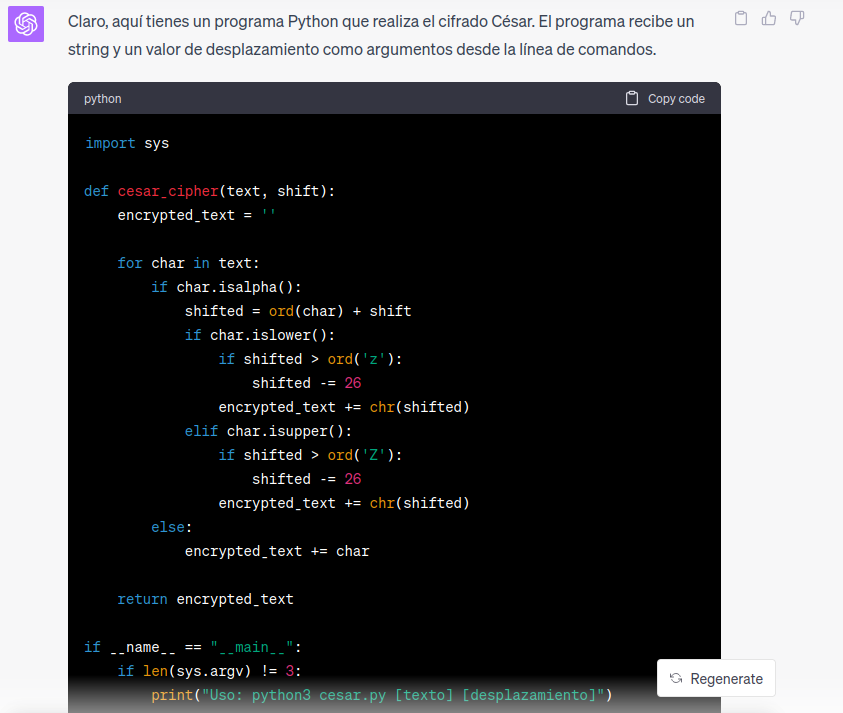 Claro, aquí tienes un programa Python que realiza el cifrado César. El programa recibe un
string y un valor de desplazamiento como argumentos desde la línea de comandos.
python
Copy code
import sys
def cesar_cipher(text, shift):
    encrypted_text = ''
    for char in text:
        if char.isalpha():
            shifted = ord(char) + shift
            if char.islower():
                if shifted > ord('z'):
                    shifted -= 26
                encrypted_text += chr(shifted)
            elif char.isupper():
                if shifted > ord('Z'):
                    shifted -= 26
                encrypted_text += chr(shifted)
        else:
            encrypted_text += char
    return encrypted_text
if __name__ == "__main__":
    if len(sys.argv) != 3:
        print("Uso: python3 cesar.py [texto] [desplazamiento]")
Regenerate